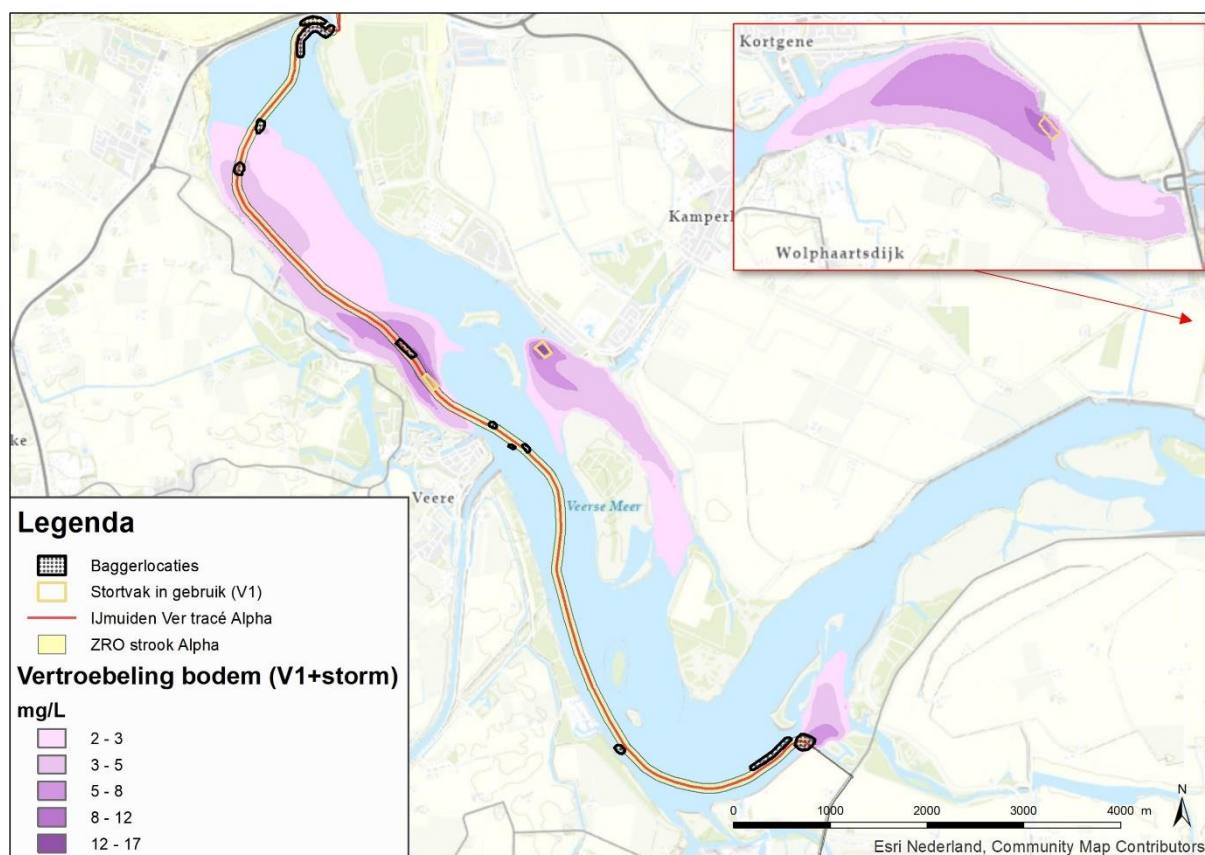 Kortgene
Wolphaartsdijk
Kamperl
ke
Veere
Veerse Meer
Legenda
Baggerlocaties
Stortvak in gebruik (V1)
IJmuiden Ver tracé Alpha
ZRO strook Alpha
Vertroebeling bodem (V1+storm)
mg/L
2 - 3
3 - 5
5 - 8
8 - 12
12 - 17
N
0 1000 2000 3000 4000 m
Esri Nederland, Community Map Contributors